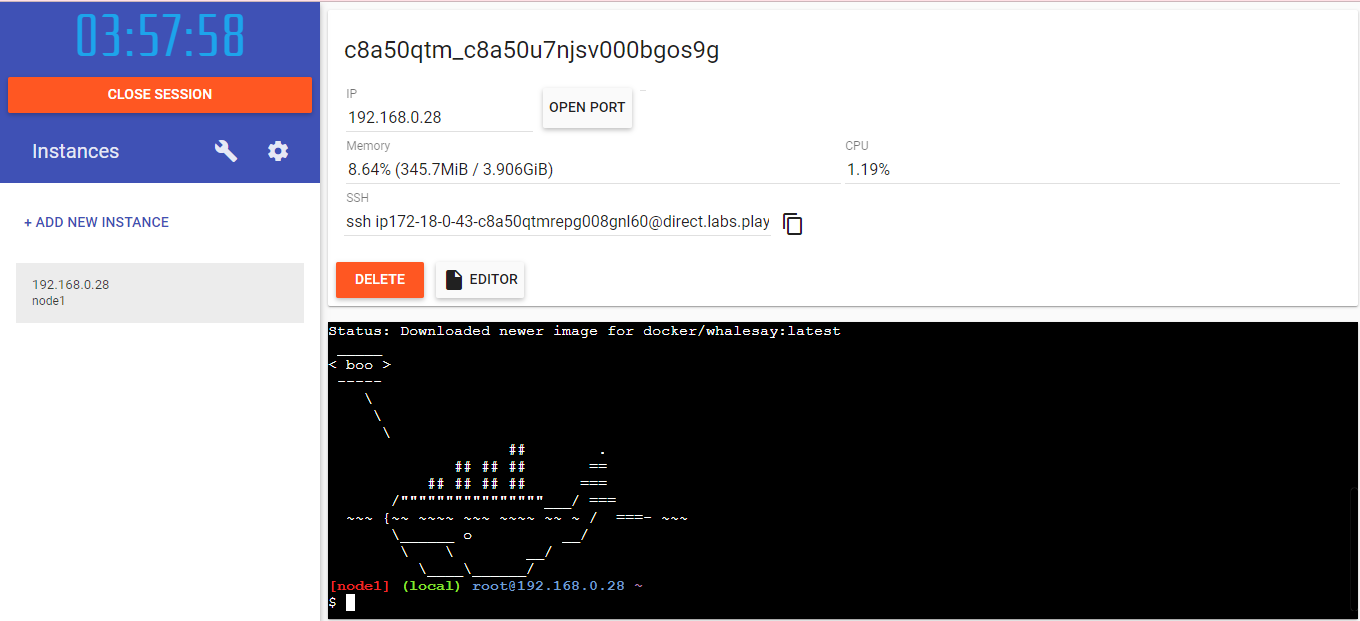 03:57:58
CLOSE SESSION
Instances
+ ADD NEW INSTANCE
192.168.0.28
node1
c8a50qtm_c8a50u7njsv000bgos9g
IP
192.168.0.28
OPEN PORT
Memory
8.64% (345.7MiB / 3.906GiB)
CPU
1.19%
SSH
ssh ip172-18-0-43-c8a50qtmrepg008gnl60@direct.labs.play
DELETE
EDITOR
Status: Downloaded newer image for docker/whalesay:latest
 _____
< boo >
 -----
    \
     \
      \
                    ##        .
              ## ## ##       ==
           ## ## ## ##      ===
       /""""""""""""""""___/ ===
  ~~~ {~~ ~~~~ ~~~ ~~~~ ~~ ~ /  ===- ~~~
       \______ o          __/
        \    \        __/
          \____\______/
[node1] (local) root@192.168.0.28 ~
$